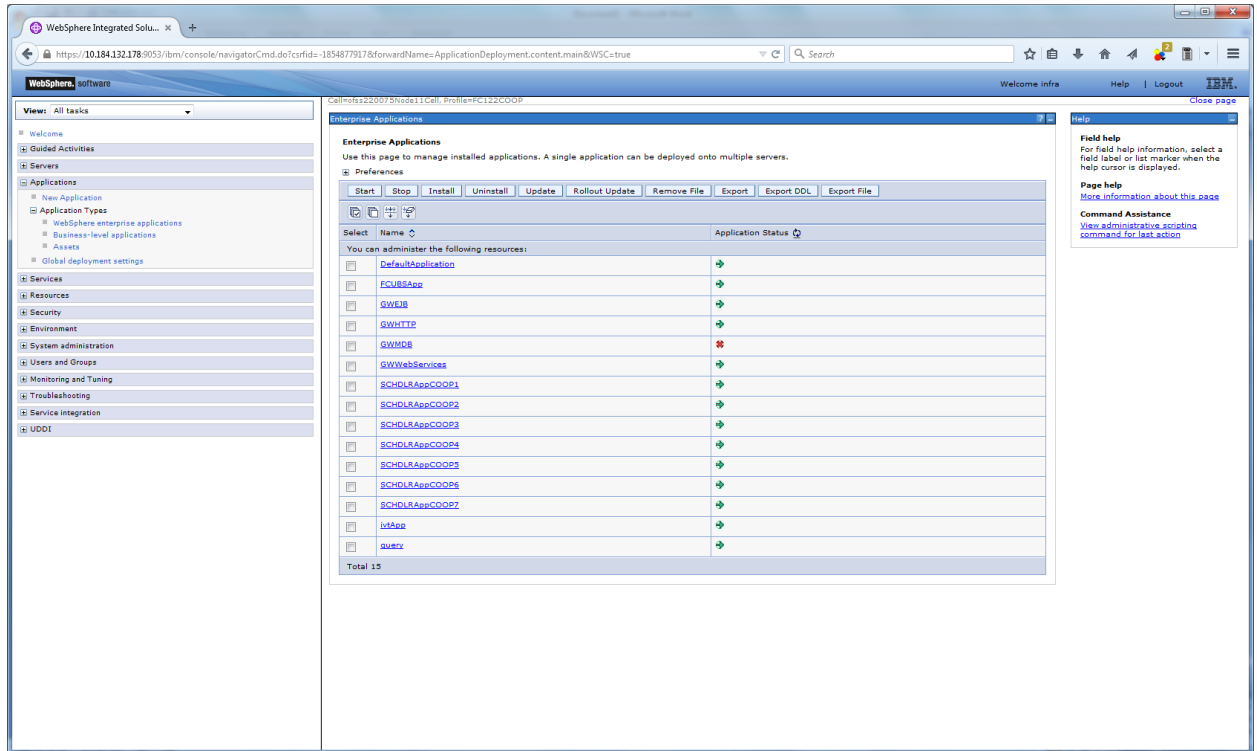 WebSphere Integrated Solu...
https://10.184.132.178:9053/ibm/console/navigatorCmd.do?csrfid=-1854877917&forwardName=ApplicationDeployment.content.main&WSC=true
Search
2
WebSphere. software
Welcome infra
Help | Logout
IBM.
View: All tasks
Welcome
Guided Activities
Servers
Applications
New Application
Application Types
WebSphere enterprise applications
Business-level applications
Assets
Global deployment settings
Services
Resources
Security
Environment
System administration
Users and Groups
Monitoring and Tuning
Troubleshooting
Service integration
UDDI
Cell=ofss220075Node11Cell, Profile=FC122COOP
Close page
Enterprise Applications
?
Enterprise Applications
Use this page to manage installed applications. A single application can be deployed onto multiple servers.
Preferences
Start Stop Install Uninstall Update Rollout Update Remove File Export Export DDL Export File
Select Name Application Status
You can administer the following resources:
DefaultApplication
FCUBSApp
GWEJB
GWHTTP
GWMDB
GWWebServices
SCHDLRAppCOOP1
SCHDLRAppCOOP2
SCHDLRAppCOOP3
SCHDLRAppCOOP4
SCHDLRAppCOOP5
SCHDLRAppCOOP6
SCHDLRAppCOOP7
ivtApp
query
Total 15
Help
Field help
For field help information, select a
field label or list marker when the
help cursor is displayed.
Page help
More information about this page
Command Assistance
View administrative scripting
command for last action